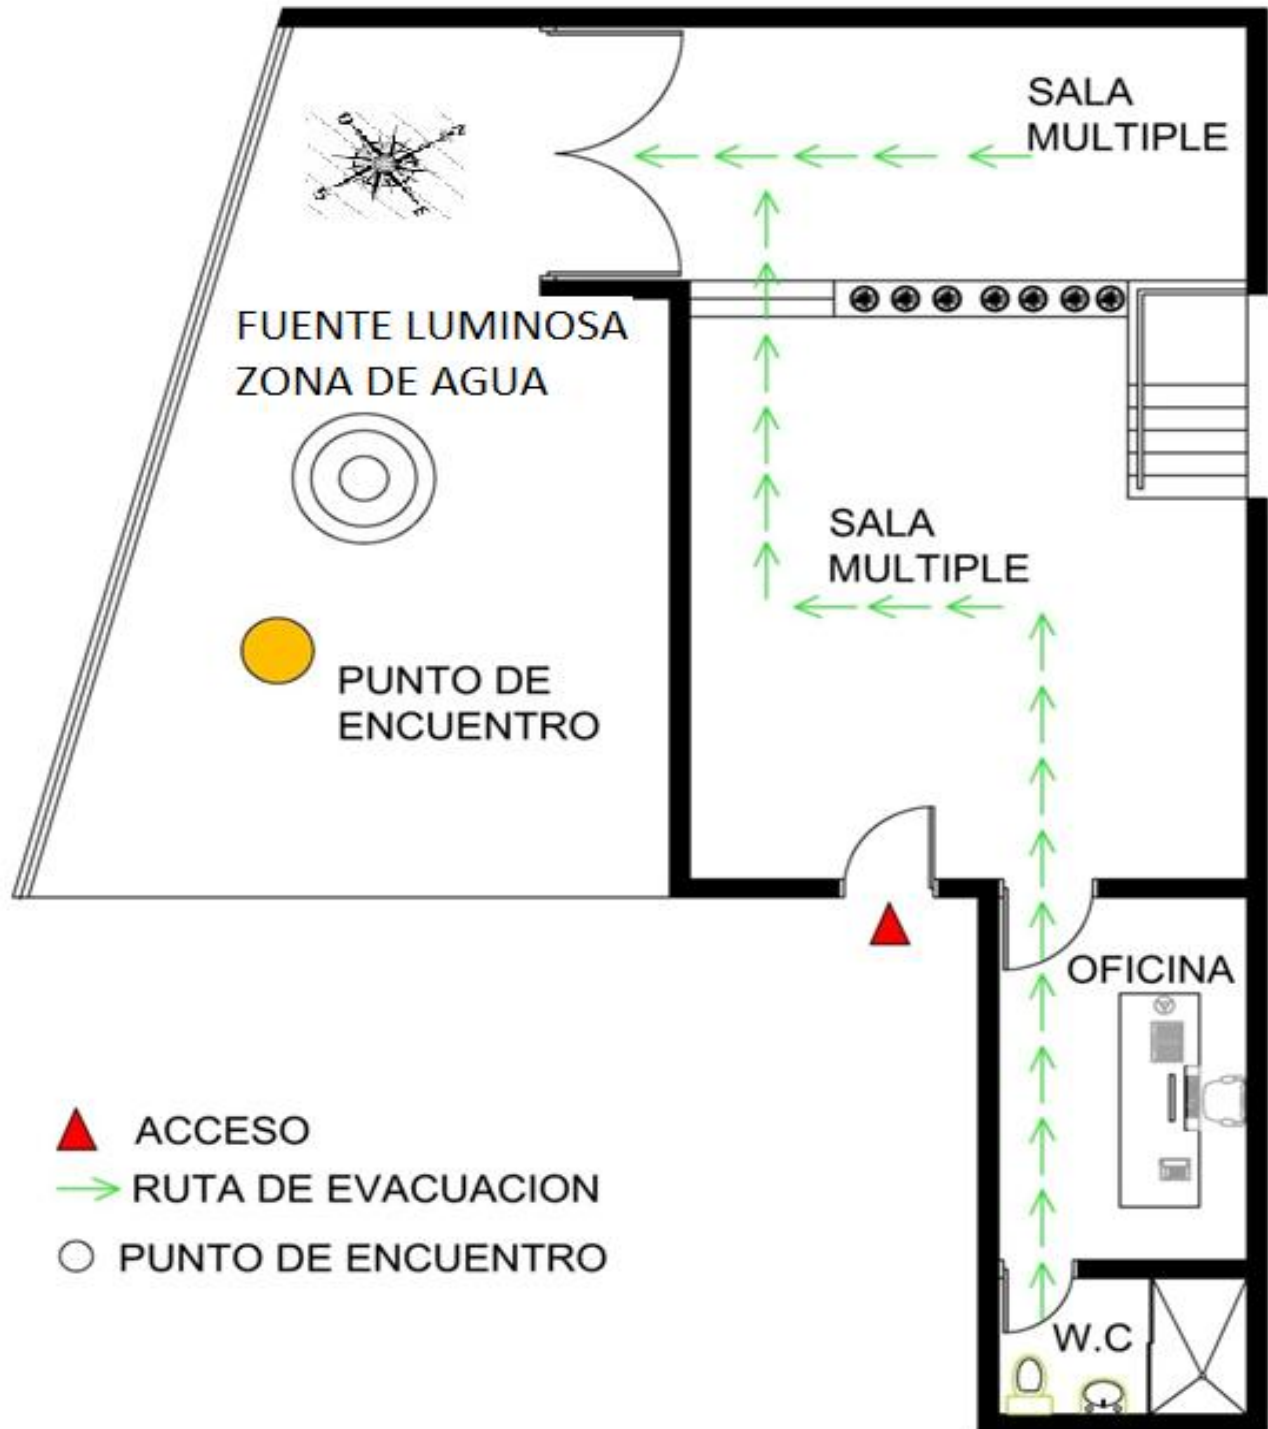 SALA
MULTIPLE
O
N
S
E
FUENTE LUMINOSA
ZONA DE AGUA
SALA
MULTIPLE
PUNTO DE
ENCUENTRO
OFICINA
ACCESO
RUTA DE EVACUACION
PUNTO DE ENCUENTRO
W.C